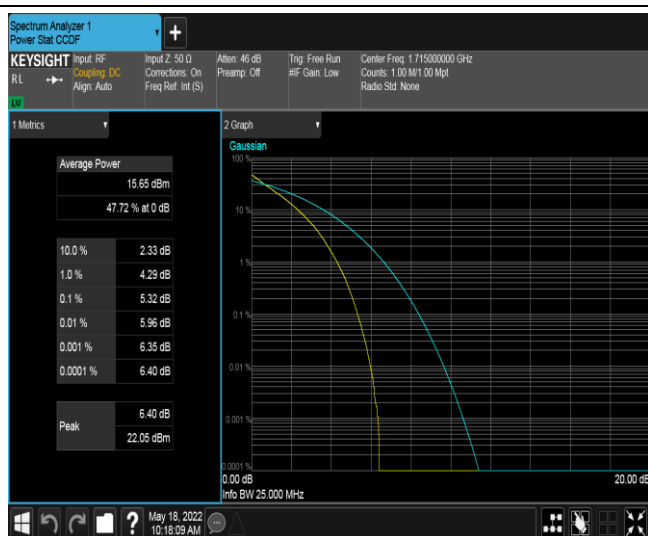 Spectrum Analyzer 1
Power Stat CCDF
+
KEYSIGHT
RL
LXI
Input: RF
Coupling: DC
Align: Auto
Input Z: 50 Ω
Corrections: On
Freq Ref: Int (S)
Atten: 46 dB
Preamp: Off
Trig: Free Run
#IF Gain: Low
Center Freq: 1.715000000 GHz
Counts: 1.00 M/1.00 Mpt
Radio Std: None
1 Metrics
Average Power
15.65 dBm
47.72 % at 0 dB
10.0 % 2.33 dB
1.0 % 4.29 dB
0.1 % 5.32 dB
0.01 % 5.96 dB
0.001 % 6.35 dB
0.0001 % 6.40 dB
Peak
6.40 dB
22.05 dBm
2 Graph
Gaussian
100 %
10 %
1 %
0.1 %
0.01 %
0.001 %
0.0001 %
0.00 dB 20.00 dB
Info BW 25.000 MHz
?
May 18, 2022
10:18:09 AM